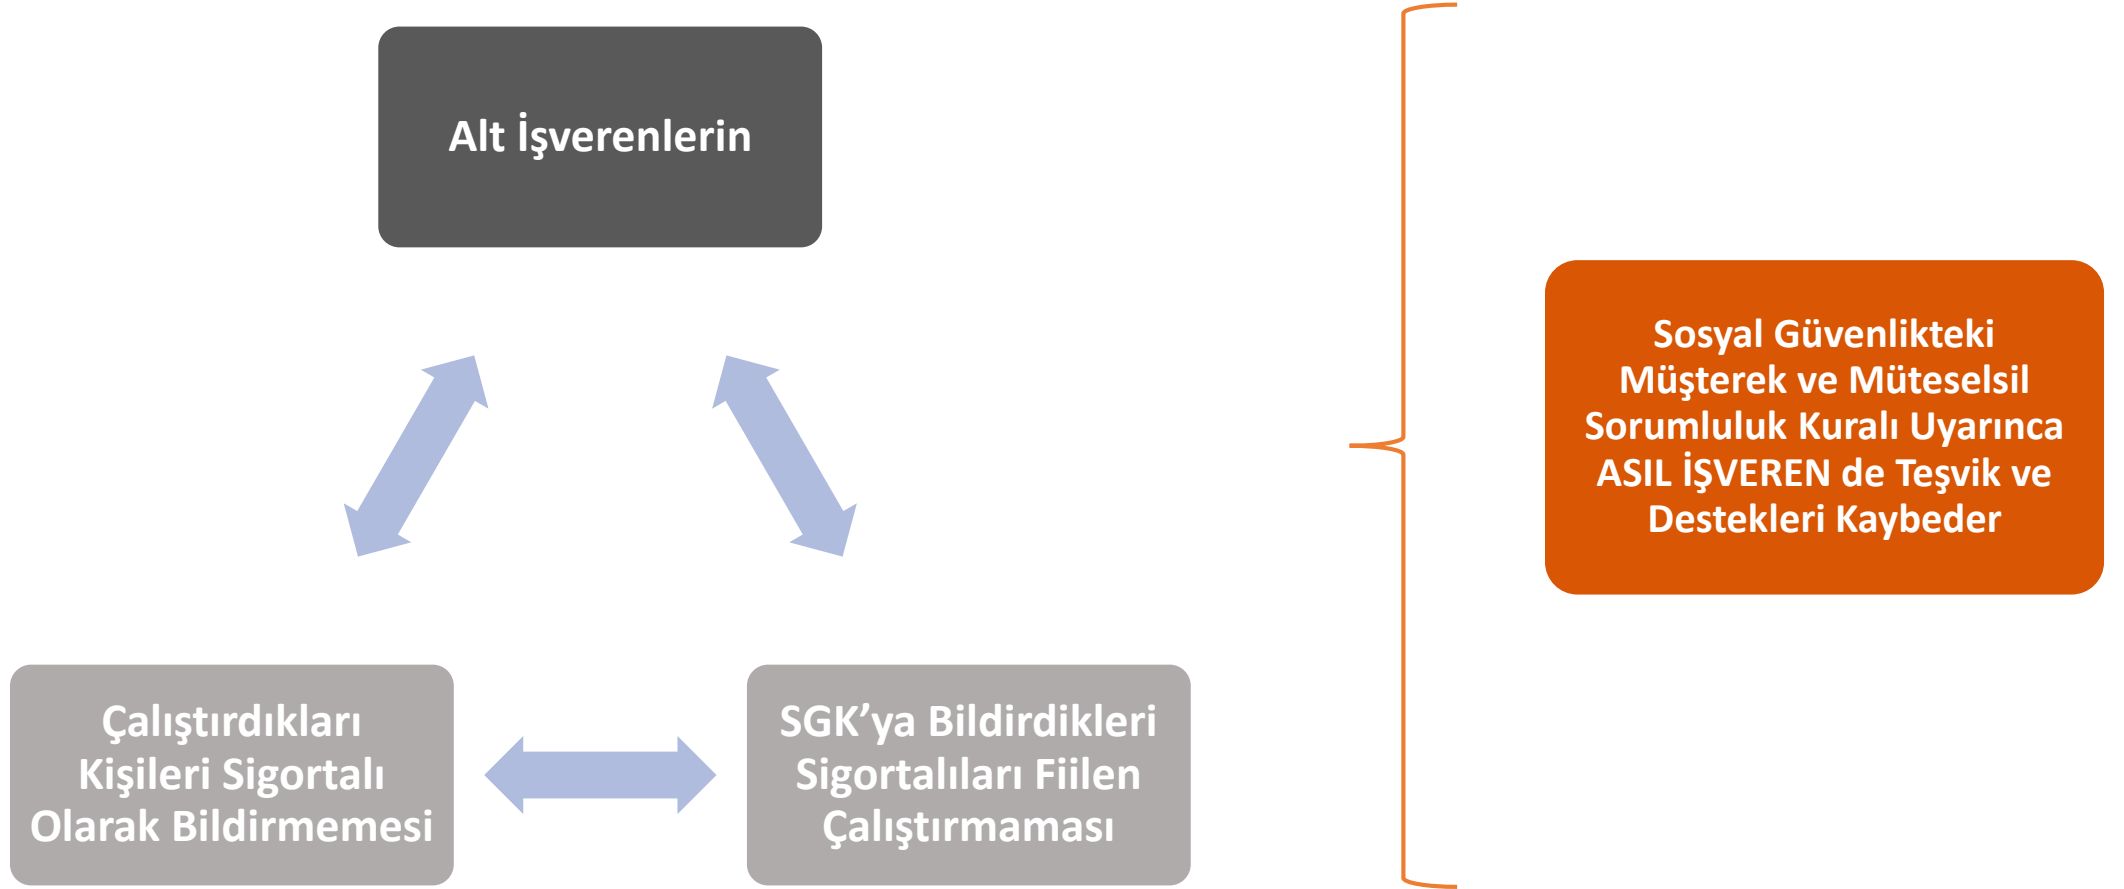 Alt İşverenlerin
Çalıştırdıkları
Kişileri Sigortalı
Olarak Bildirmemesi
SGK’ya Bildirdikleri
Sigortalıları Fiilen
Çalıştırmaması
Sosyal Güvenlikteki
Müşterek ve Müteselsil
Sorumluluk Kuralı Uyarınca
ASIL İŞVEREN de Teşvik ve
Destekleri Kaybeder